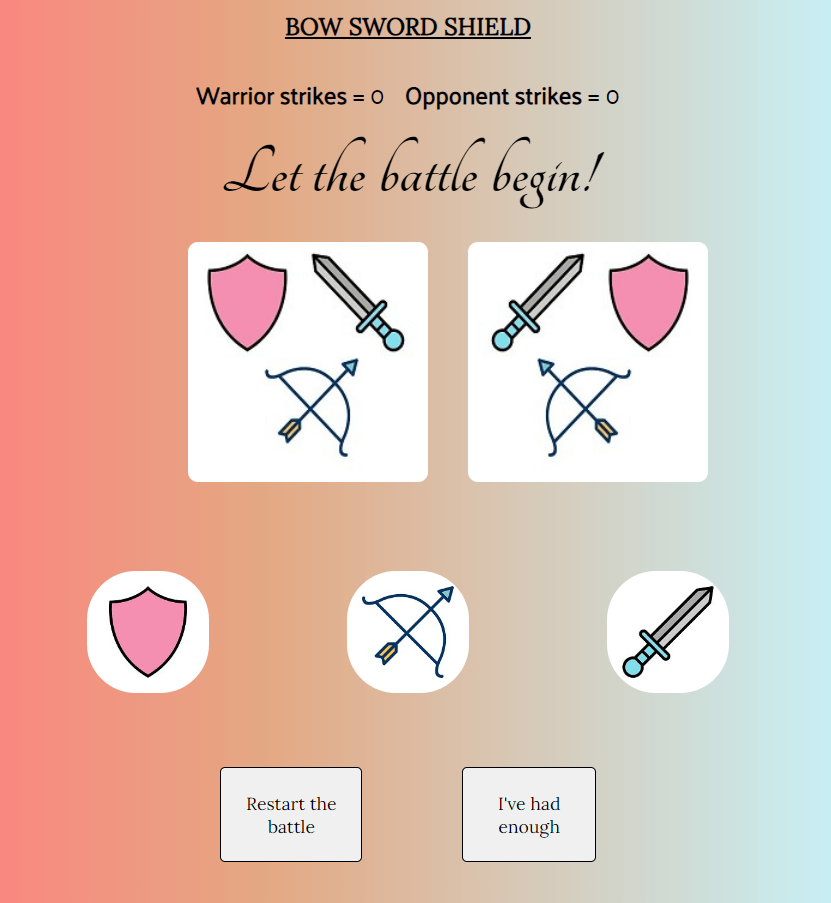 BOW SWORD SHIELD
Warrior strikes = 0 Opponent strikes = 0
Let the battle begin!
Restart the
battle
I've had
enough